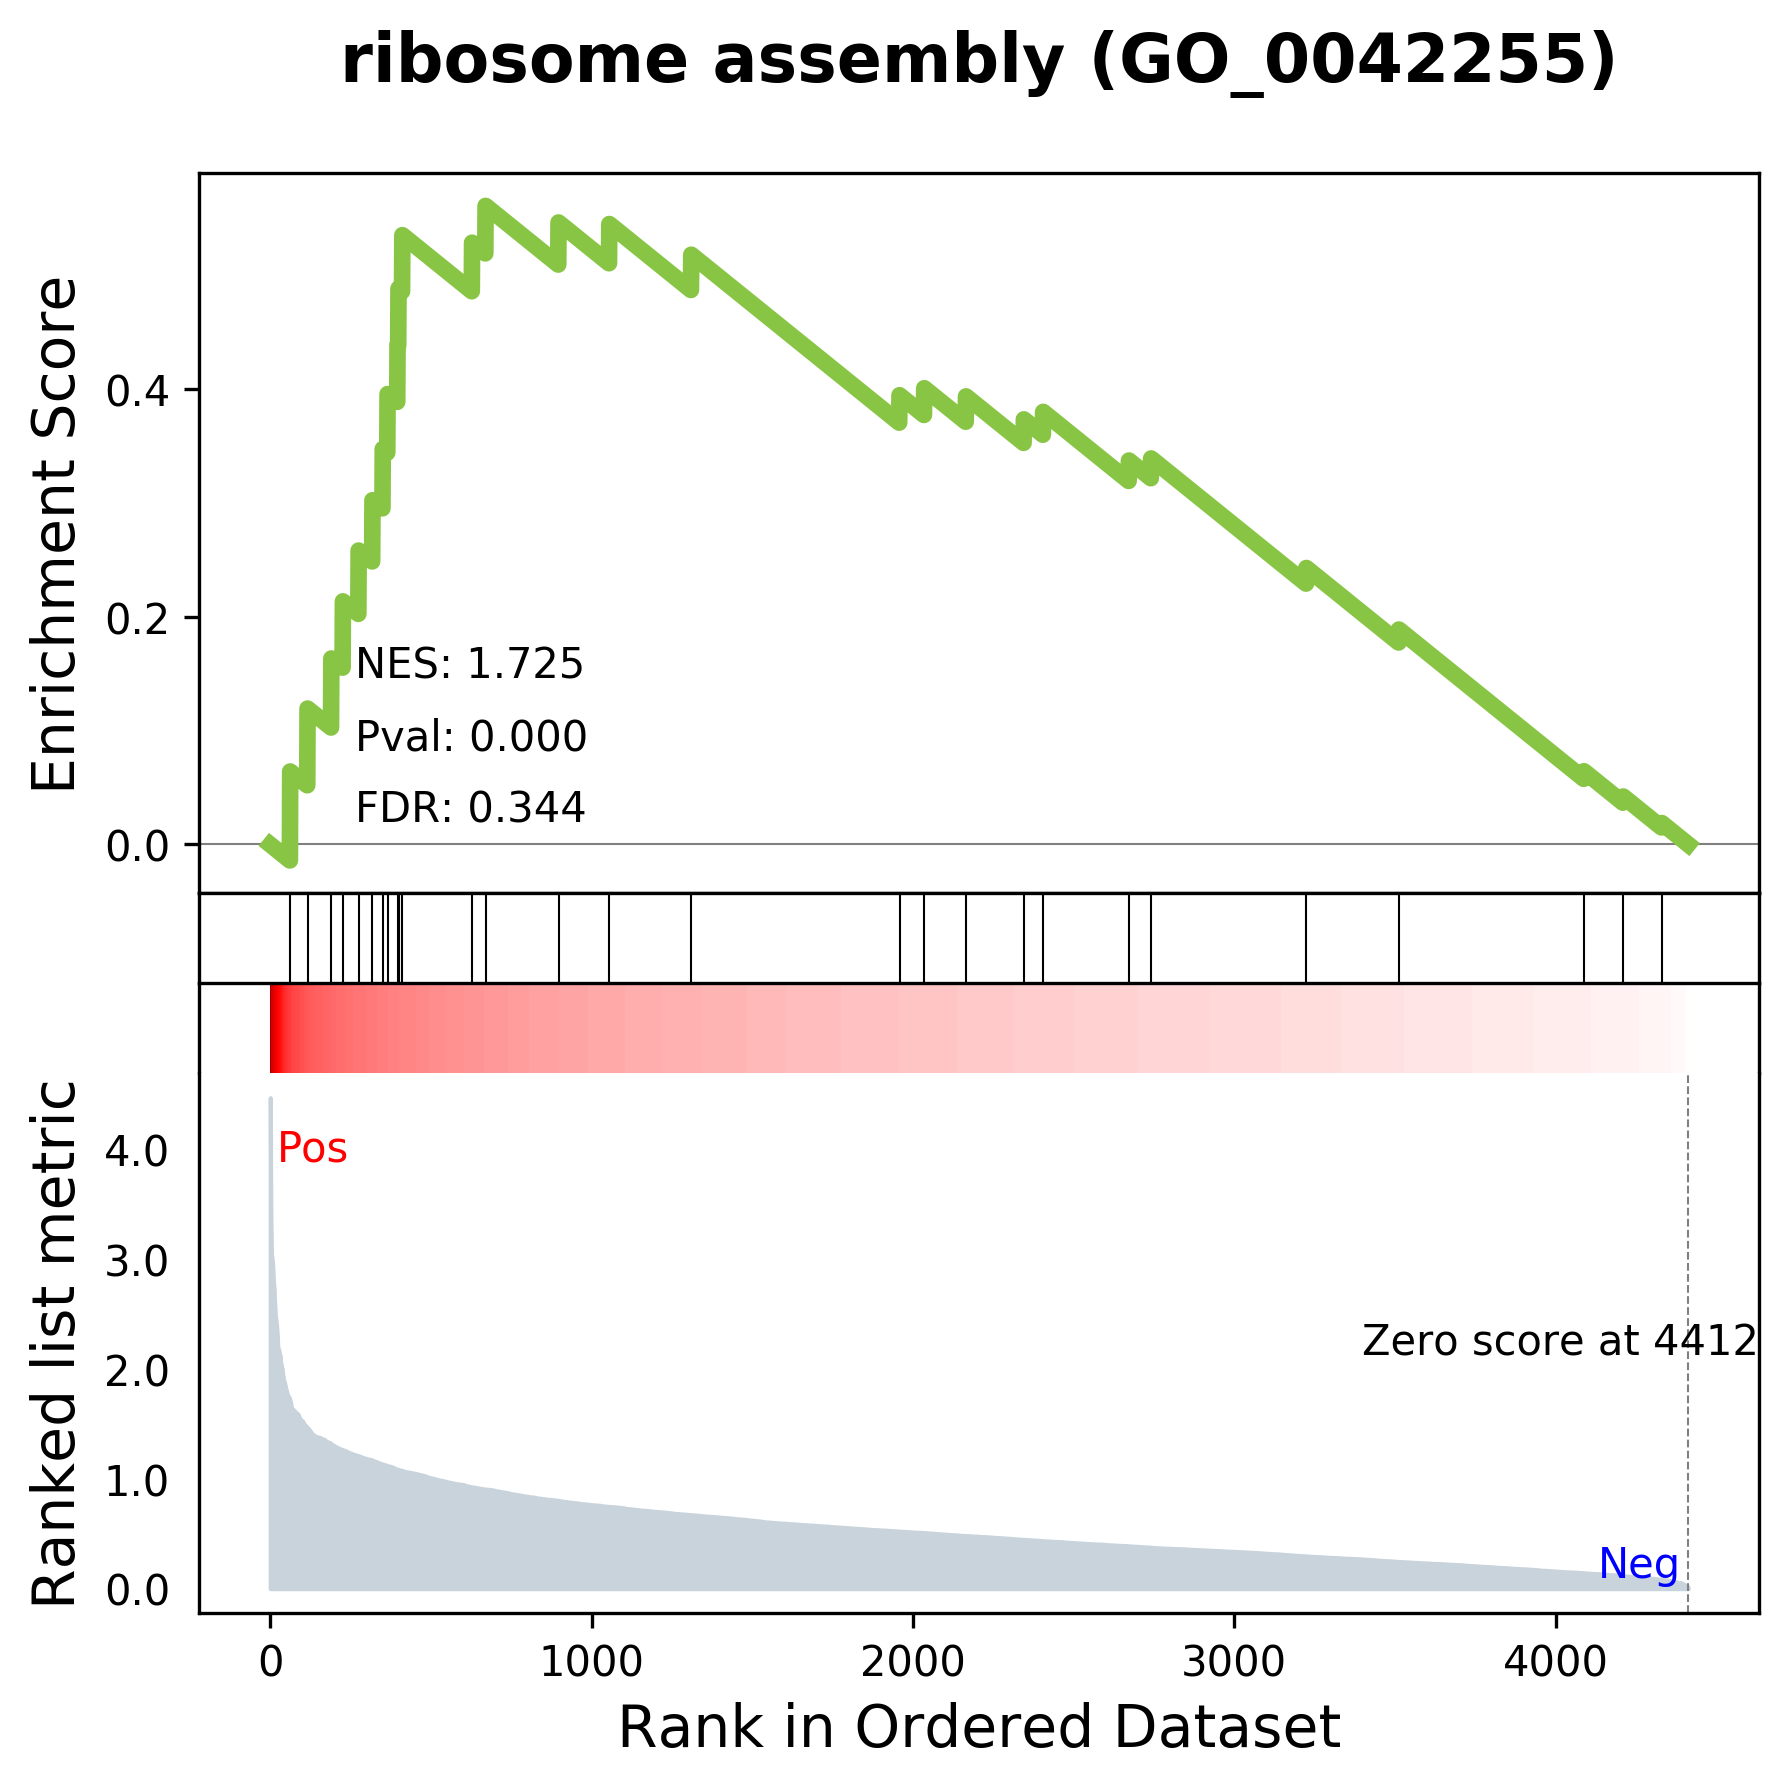 ribosome assembly (GO_0042255)
Enrichment Score
0.4
0.2
0.0
NES: 1.725
Pval: 0.000
FDR: 0.344
Ranked list metric
4.0
3.0
2.0
1.0
0.0
Pos
Zero score at 4412
Neg
0 1000 2000 3000 4000
Rank in Ordered Dataset